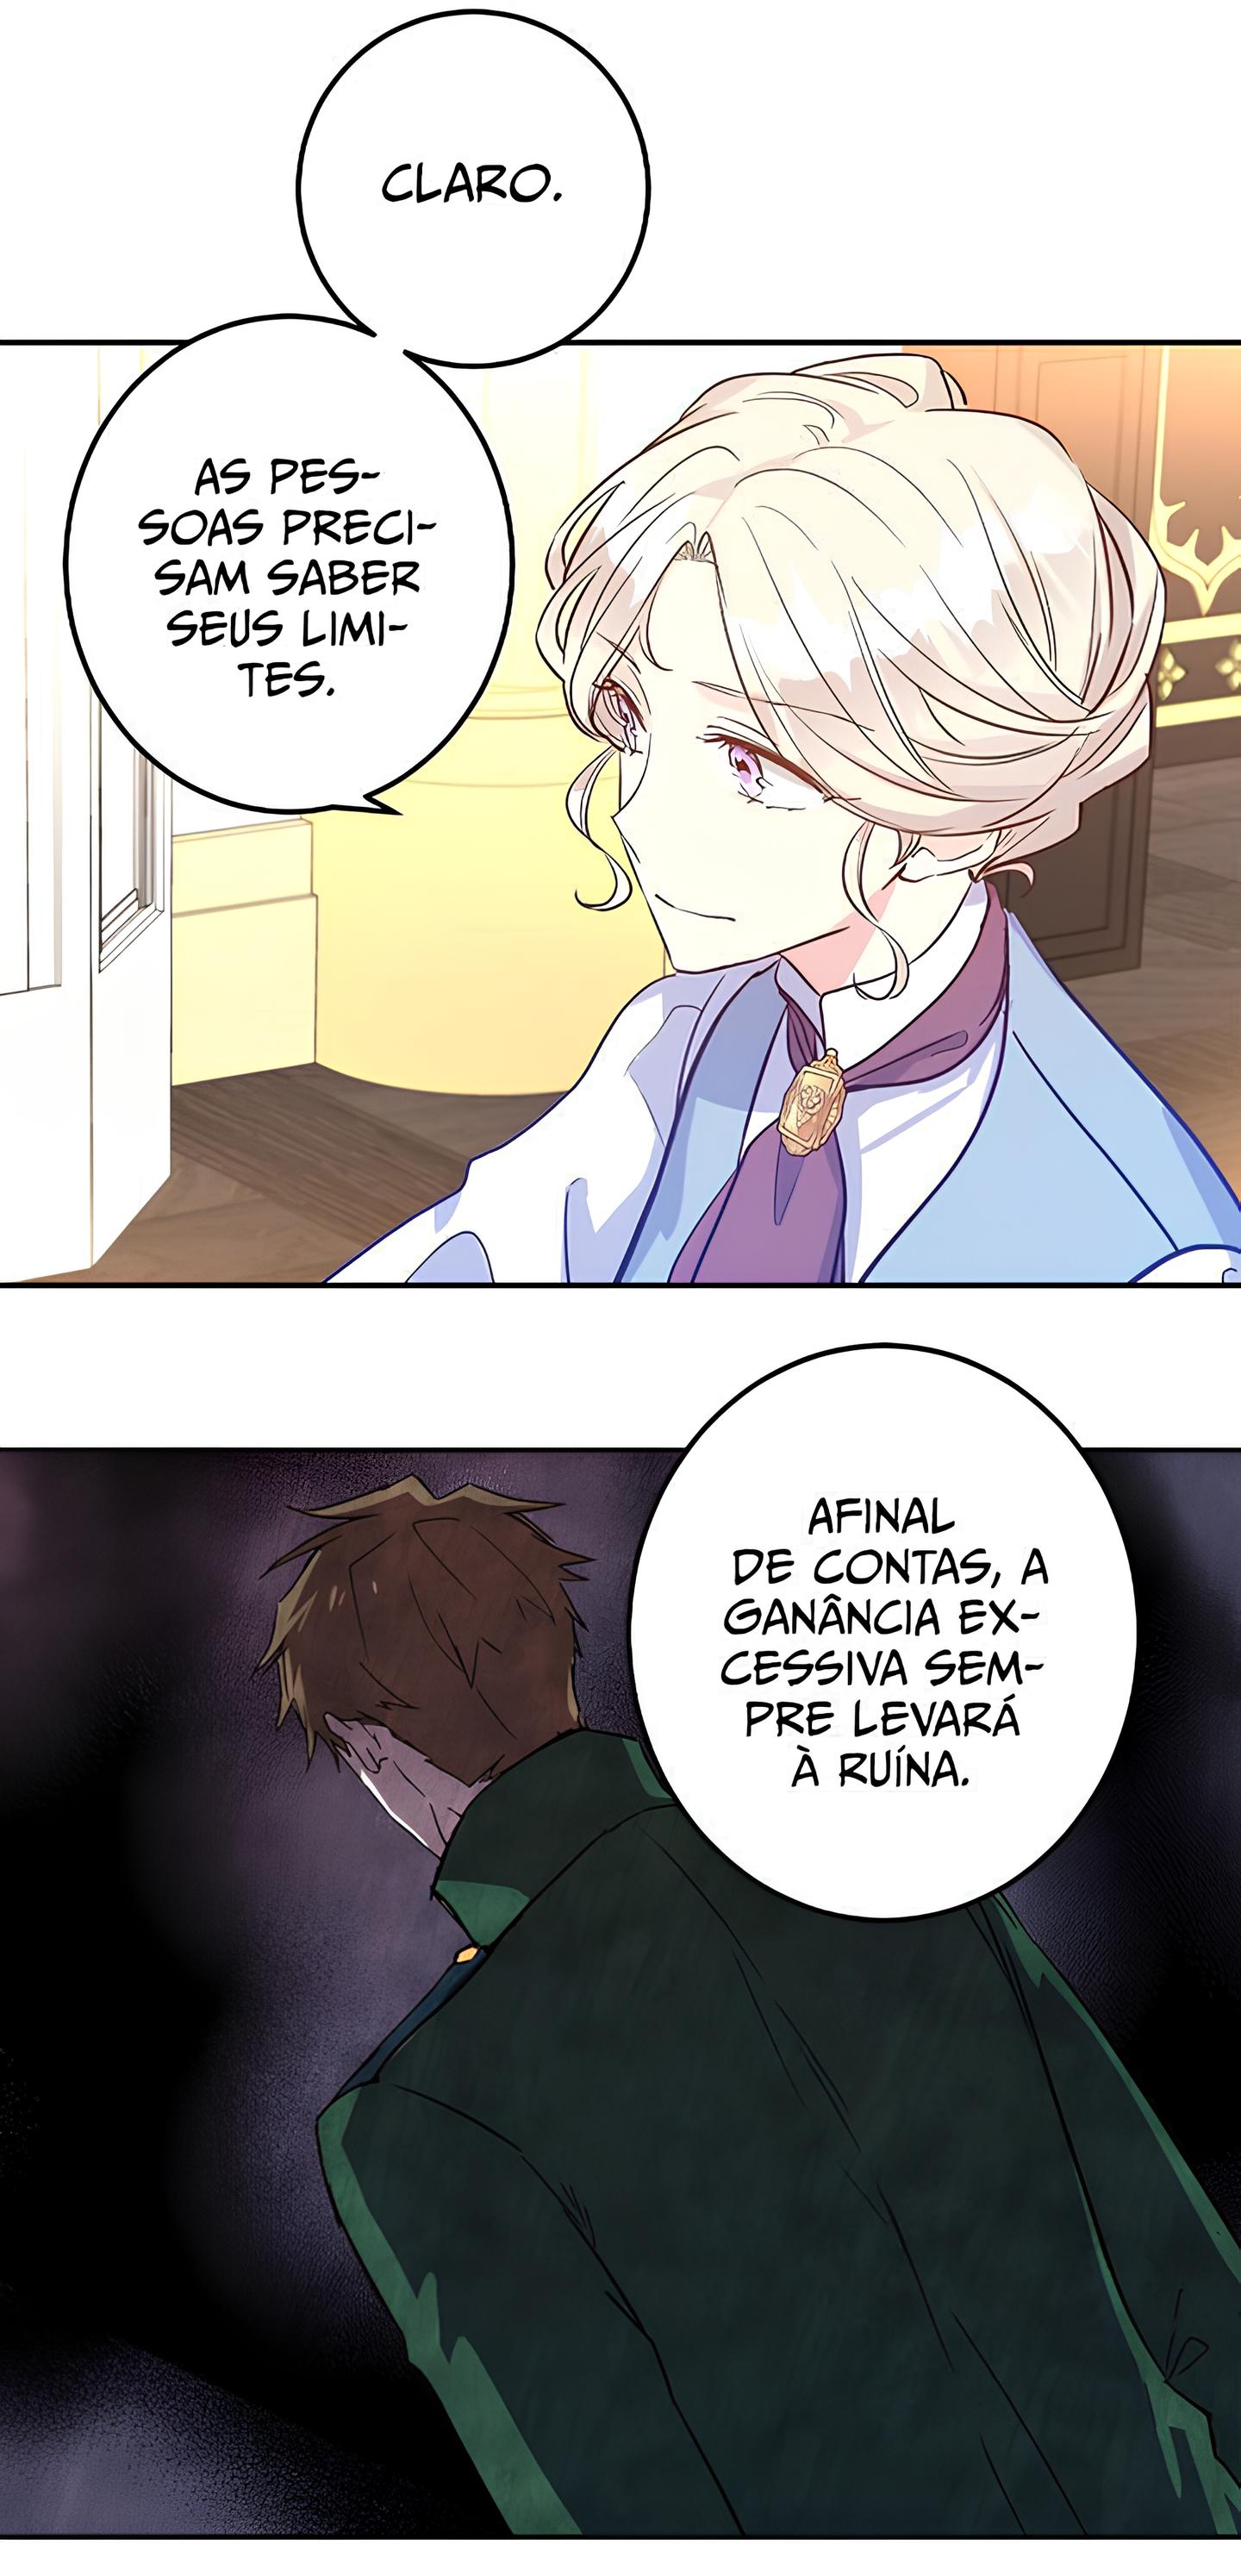 CLARO.
AS PES-
SOAS PRECI-
SAM SABER
SEUS LIMI-
TES.
AFINAL
DE CONTAS, A
GANÂNCIA EX-
CESSIVA SEM-
PRE LEVARÁ
À RUÍNA.